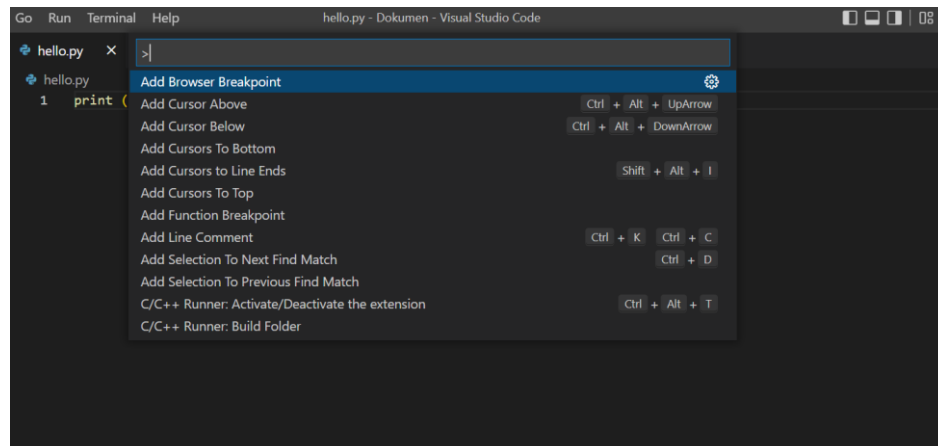 Go Run Terminal Help hello.py - Dokumen - Visual Studio Code
hello.py
>
hello.py
Add Browser Breakpoint
1 print (
Add Cursor Above Ctrl + Alt + UpArrow
Add Cursor Below Ctrl + Alt + DownArrow
Add Cursors To Bottom
Add Cursors to Line Ends Shift + Alt + I
Add Cursors To Top
Add Function Breakpoint
Add Line Comment Ctrl + K Ctrl + C
Add Selection To Next Find Match Ctrl + D
Add Selection To Previous Find Match
C/C++ Runner: Activate/Deactivate the extension Ctrl + Alt + T
C/C++ Runner: Build Folder